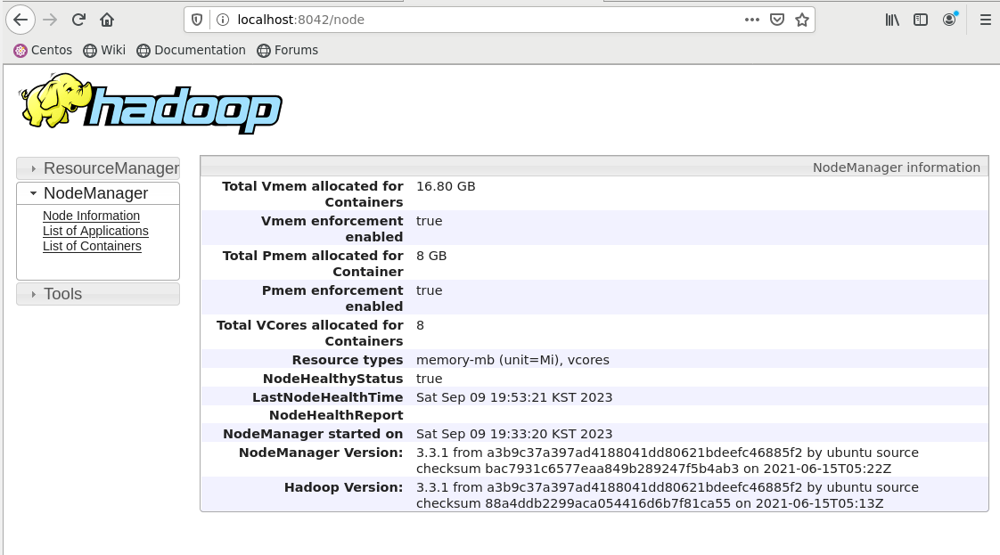 localhost:8042/node
Centos Wiki Documentation Forums
hadoop
ResourceManager
NodeManager
Node Information
List of Applications
List of Containers
Tools
NodeManager information
Total Vmem allocated for 16.80 GB
Containers
Vmem enforcement true
enabled
Total Pmem allocated for 8 GB
Container
Pmem enforcement true
enabled
Total VCores allocated for 8
Containers
Resource types memory-mb (unit=Mi), vcores
NodeHealthyStatus true
LastNodeHealthTime Sat Sep 09 19:53:21 KST 2023
NodeHealthReport
NodeManager started on Sat Sep 09 19:33:20 KST 2023
NodeManager Version: 3.3.1 from a3b9c37a397ad4188041dd80621bdeefc46885f2 by ubuntu source
checksum bac7931c6577eaa849b289247f5b4ab3 on 2021-06-15T05:22Z
Hadoop Version: 3.3.1 from a3b9c37a397ad4188041dd80621bdeefc46885f2 by ubuntu source
checksum 88a4ddb2299aca054416d6b7f81ca55 on 2021-06-15T05:13Z